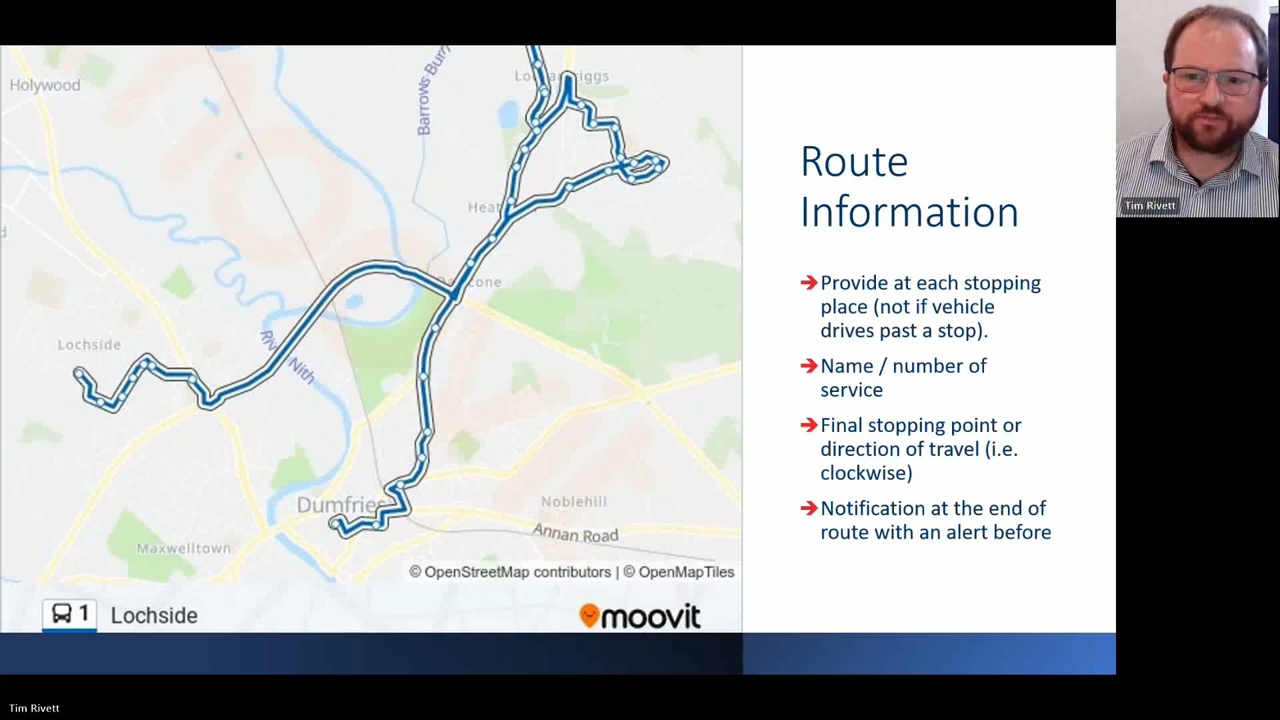 Holywood
Barrows Burn
Lochside
River Nith
Dumfries
Noblehill
Annan Road
Maxwelltown
© OpenStreetMap contributors | © OpenMapTiles
1 Lochside
moovit
Route
Information
➔Provide at each stopping
place (not if vehicle
drives past a stop).
➔Name / number of
service
➔Final stopping point or
direction of travel (i.e.
clockwise)
➔Notification at the end of
route with an alert before
Tim Rivett
Tim Rivett